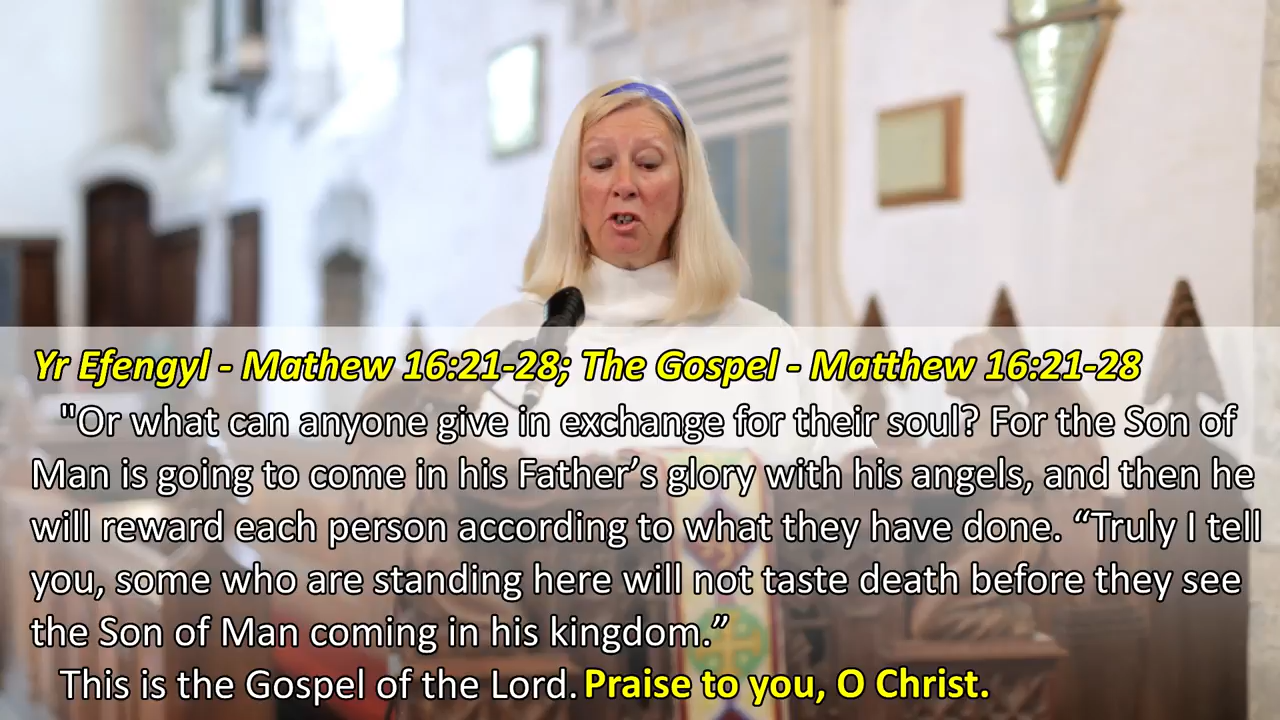 Yr Efengyl - Mathew 16:21-28; The Gospel - Matthew 16:21-28
"Or what can anyone give in exchange for their soul? For the Son of
Man is going to come in his Father’s glory with his angels, and then he
will reward each person according to what they have done. “Truly I tell
you, some who are standing here will not taste death before they see
the Son of Man coming in his kingdom.”
This is the Gospel of the Lord. Praise to you, O Christ.